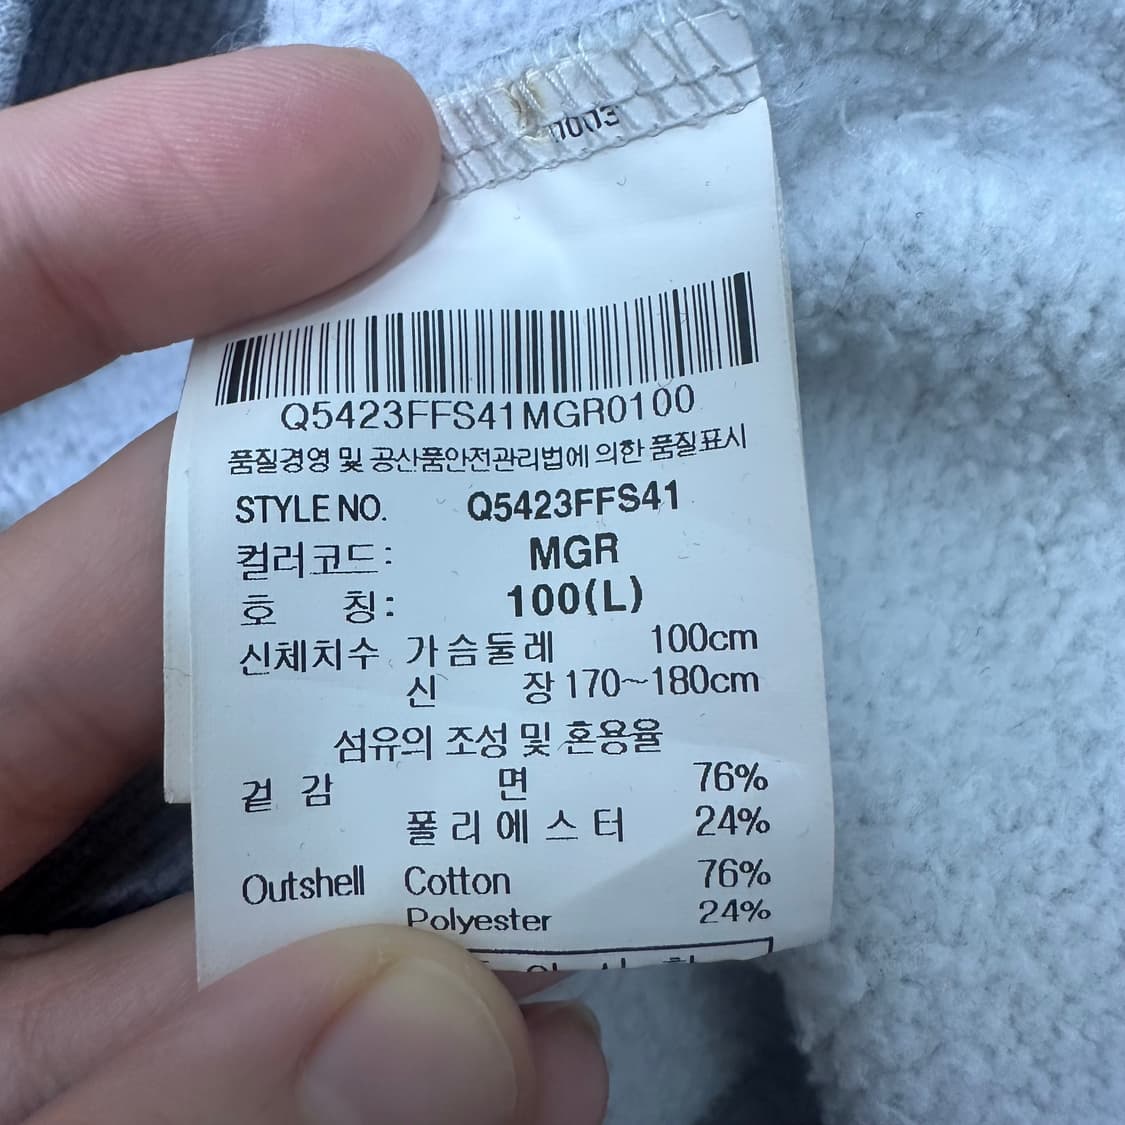 0003
Q5423FFS41MGR0100
품질경영 및 공산품안전관리법에 의한 품질표시
STYLE NO. Q5423FFS41
컬러코드: MGR
호 칭: 100(L)
신체치수 가슴둘레 100cm
신 장 170~180cm
섬유의 조성 및 혼용율
겉 감 면 76%
폴리에스터 24%
Outshell Cotton 76%
Polyester 24%